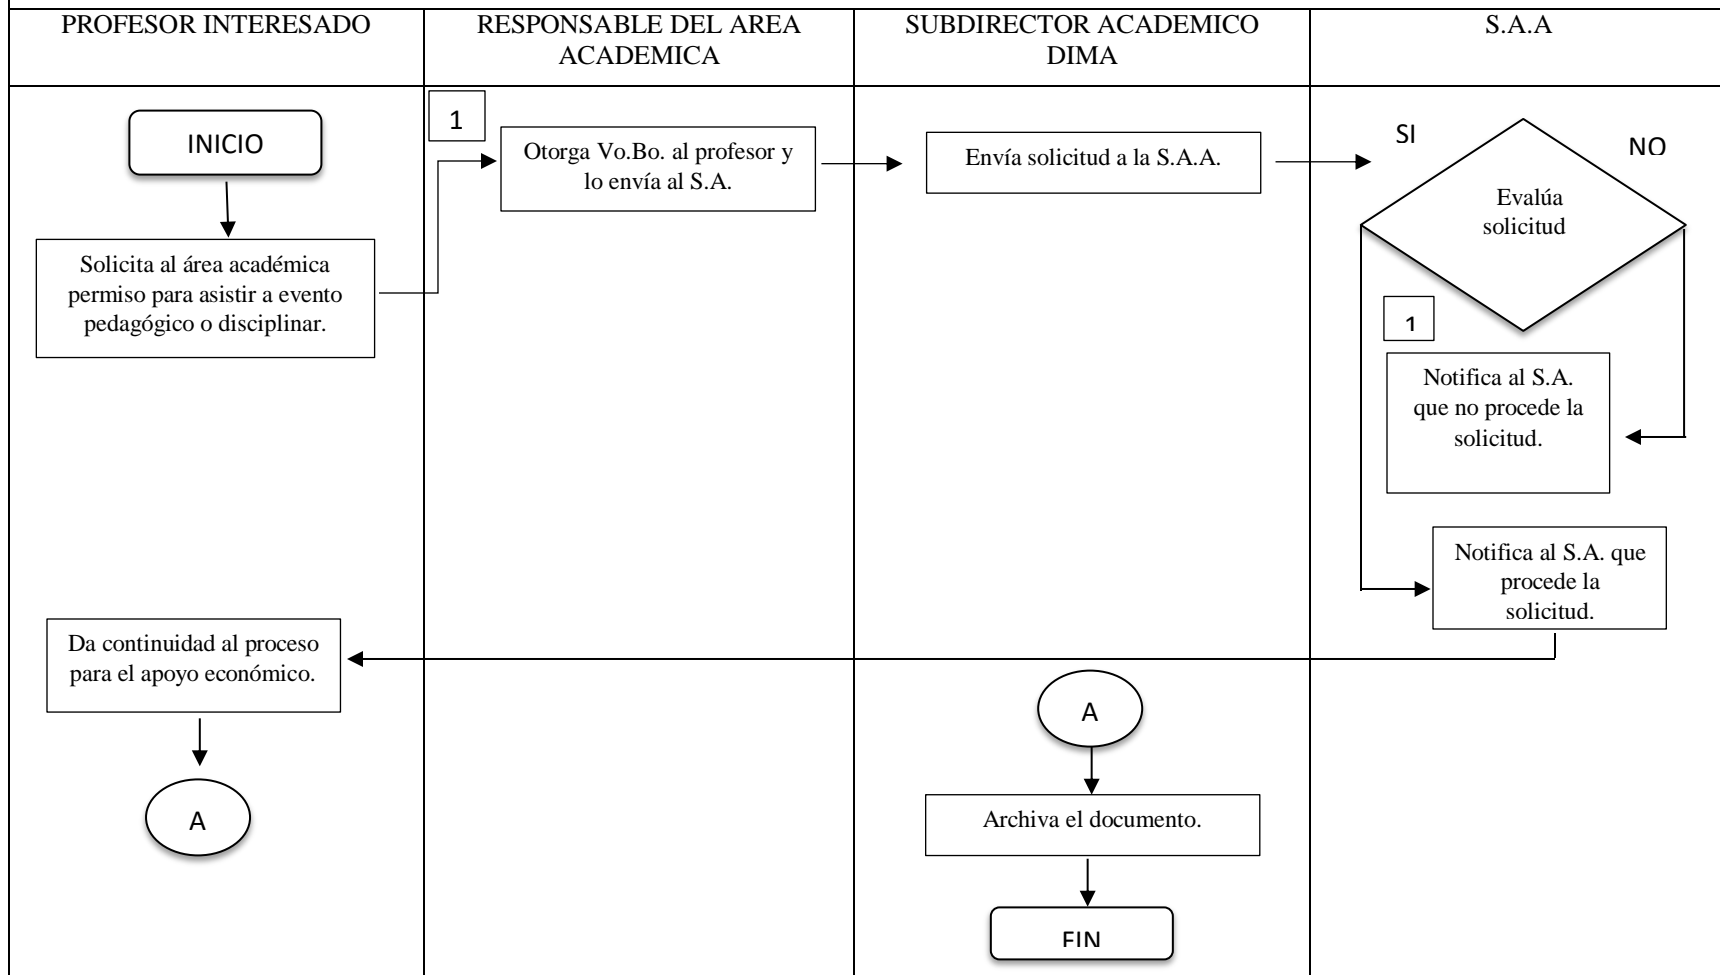 PROFESOR INTERESADO
RESPONSABLE DEL AREA
ACADEMICA
SUBDIRECTOR ACADEMICO
DIMA
S.A.A
INICIO
1
Otorga Vo.Bo. al profesor y
lo envía al S.A.
Envía solicitud a la S.A.A.
SI
NO
Evalúa
solicitud
Solicita al área académica
permiso para asistir a evento
pedagógico o disciplinar.
1
Notifica al S.A.
que no procede la
solicitud.
Notifica al S.A. que
procede la
solicitud.
Da continuidad al proceso
para el apoyo económico.
A
A
Archiva el documento.
FIN